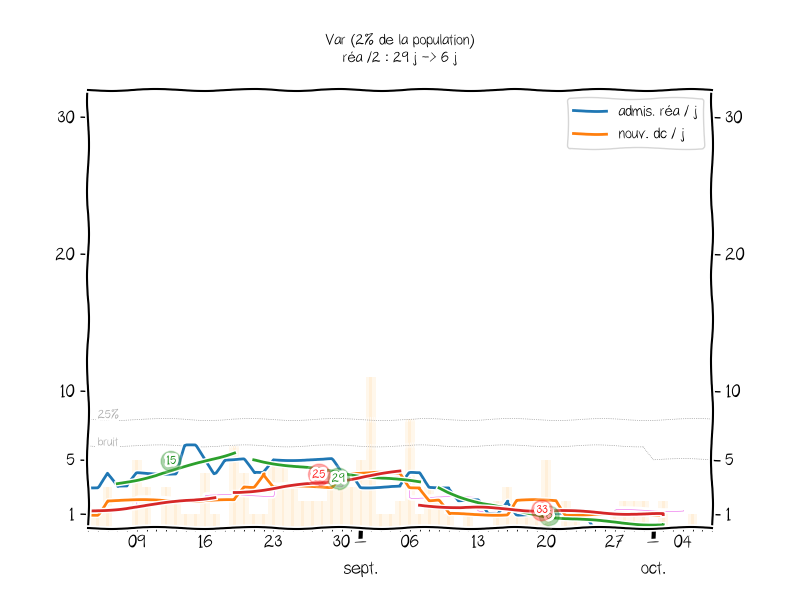 Var (2% de la population)
réa /2 : 29 j -> 6 j
admis. réa / j
nouv. dc / j
30
30
20
20
10
10
25%
bruit
5
5
15
25
29
33
1
1
09 16 23 30 06 13 20 27 04
sept. oct.